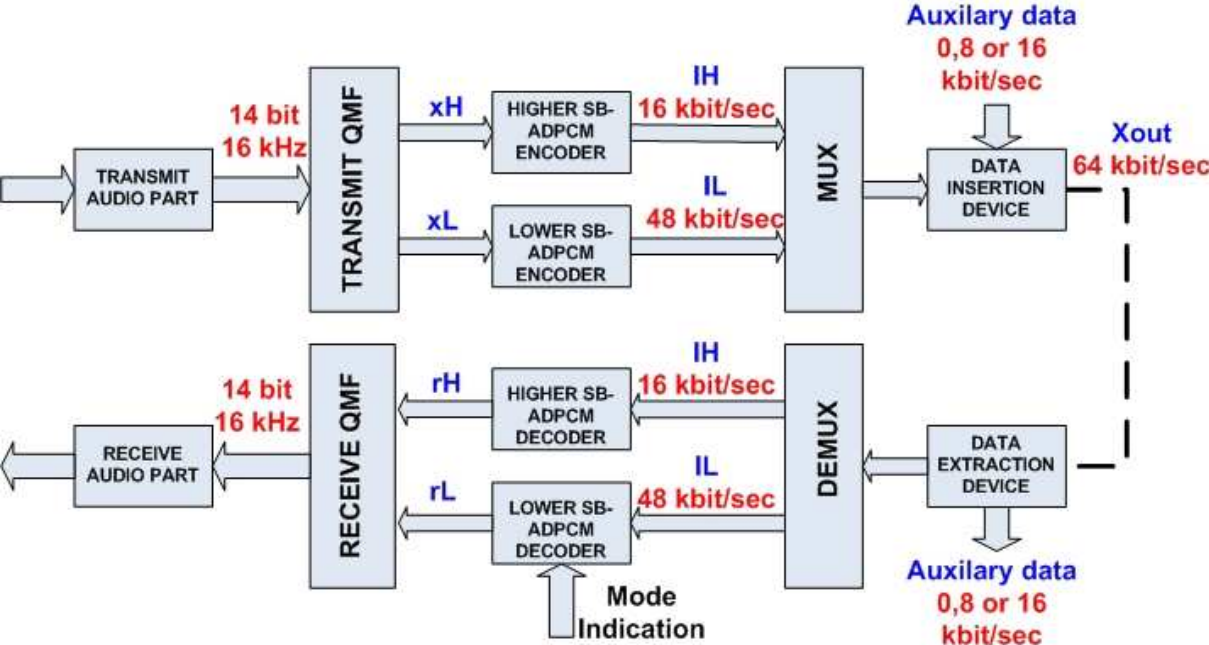 Auxilary data
0,8 or 16
kbit/sec
14 bit
16 kHz
TRANSMIT
AUDIO PART
TRANSMIT QMF
xH
HIGHER SB-
ADPCM
ENCODER
IH
16 kbit/sec
xL
LOWER SB-
ADPCM
ENCODER
IL
48 kbit/sec
MUX
DATA
INSERTION
DEVICE
Xout
64 kbit/sec
14 bit
16 kHz
RECEIVE
AUDIO PART
RECEIVE QMF
rH
HIGHER SB-
ADPCM
DECODER
IH
16 kbit/sec
rL
LOWER SB-
ADPCM
DECODER
IL
48 kbit/sec
DEMUX
DATA
EXTRACTION
DEVICE
Mode
Indication
Auxilary data
0,8 or 16
kbit/sec